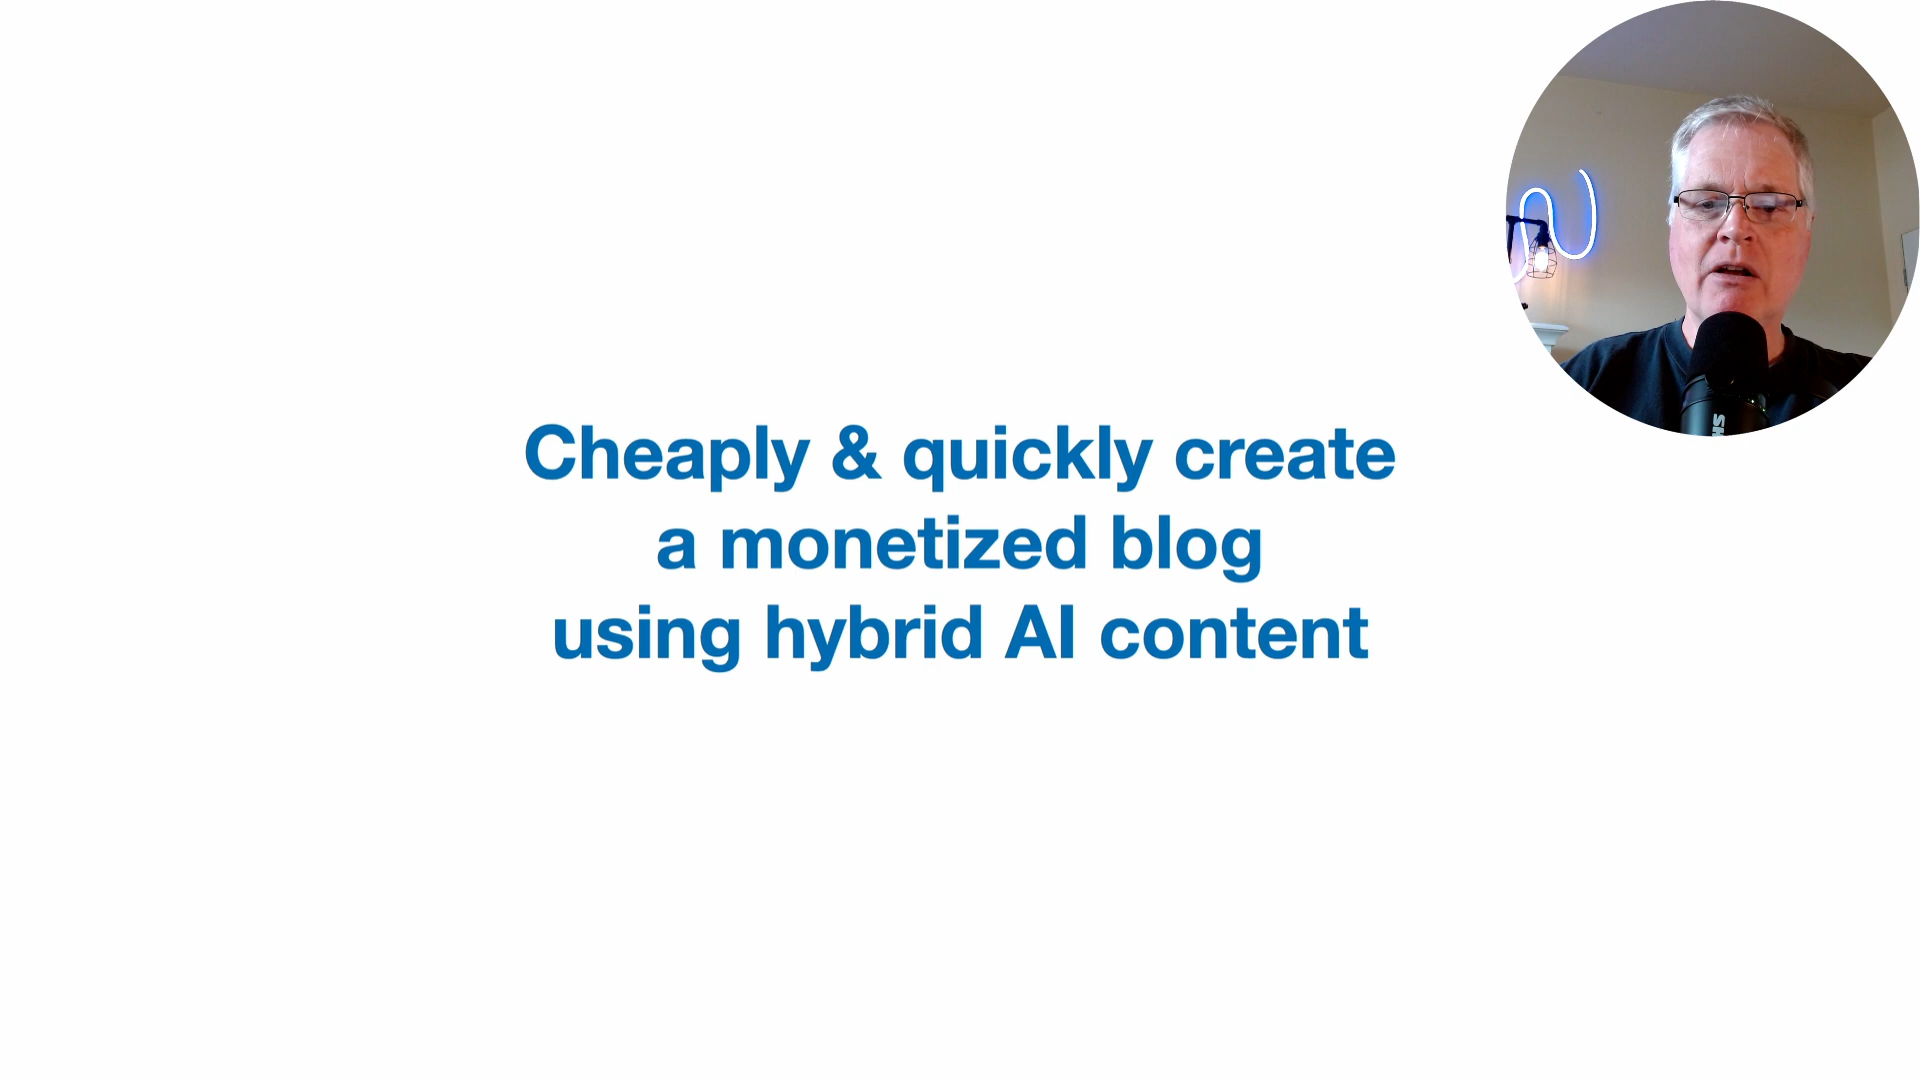 Cheaply & quickly create
a monetized blog
using hybrid AI content